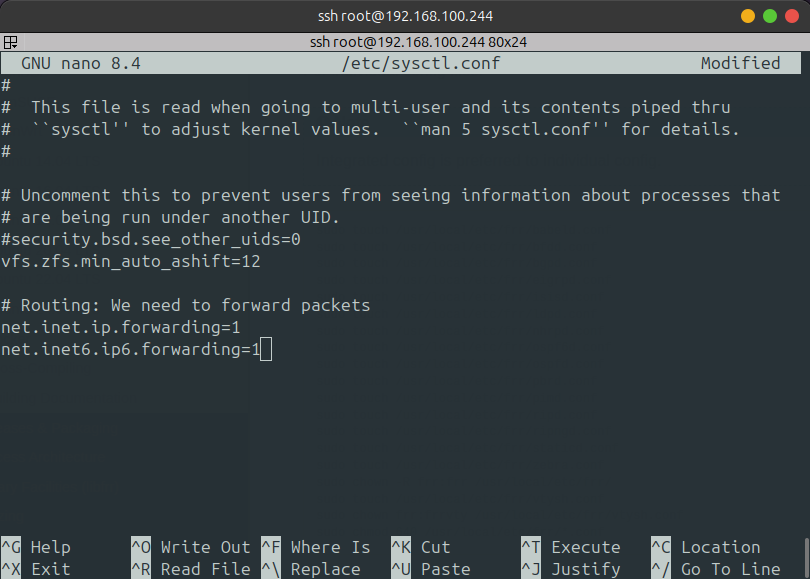 ssh root@192.168.100.244
ssh root@192.168.100.244 80x24
GNU nano 8.4 /etc/sysctl.conf Modified
#
#  This file is read when going to multi-user and its contents piped thru
#  ``sysctl'' to adjust kernel values.  ``man 5 sysctl.conf'' for details.
#
# Uncomment this to prevent users from seeing information about processes that
# are being run under another UID.
#security.bsd.see_other_uids=0
vfs.zfs.min_auto_ashift=12
# Routing: We need to forward packets
net.inet.ip.forwarding=1
net.inet6.ip6.forwarding=1
^G Help ^O Write Out ^F Where Is ^K Cut ^T Execute ^C Location
^X Exit ^R Read File ^\ Replace ^U Paste ^J Justify ^/ Go To Line